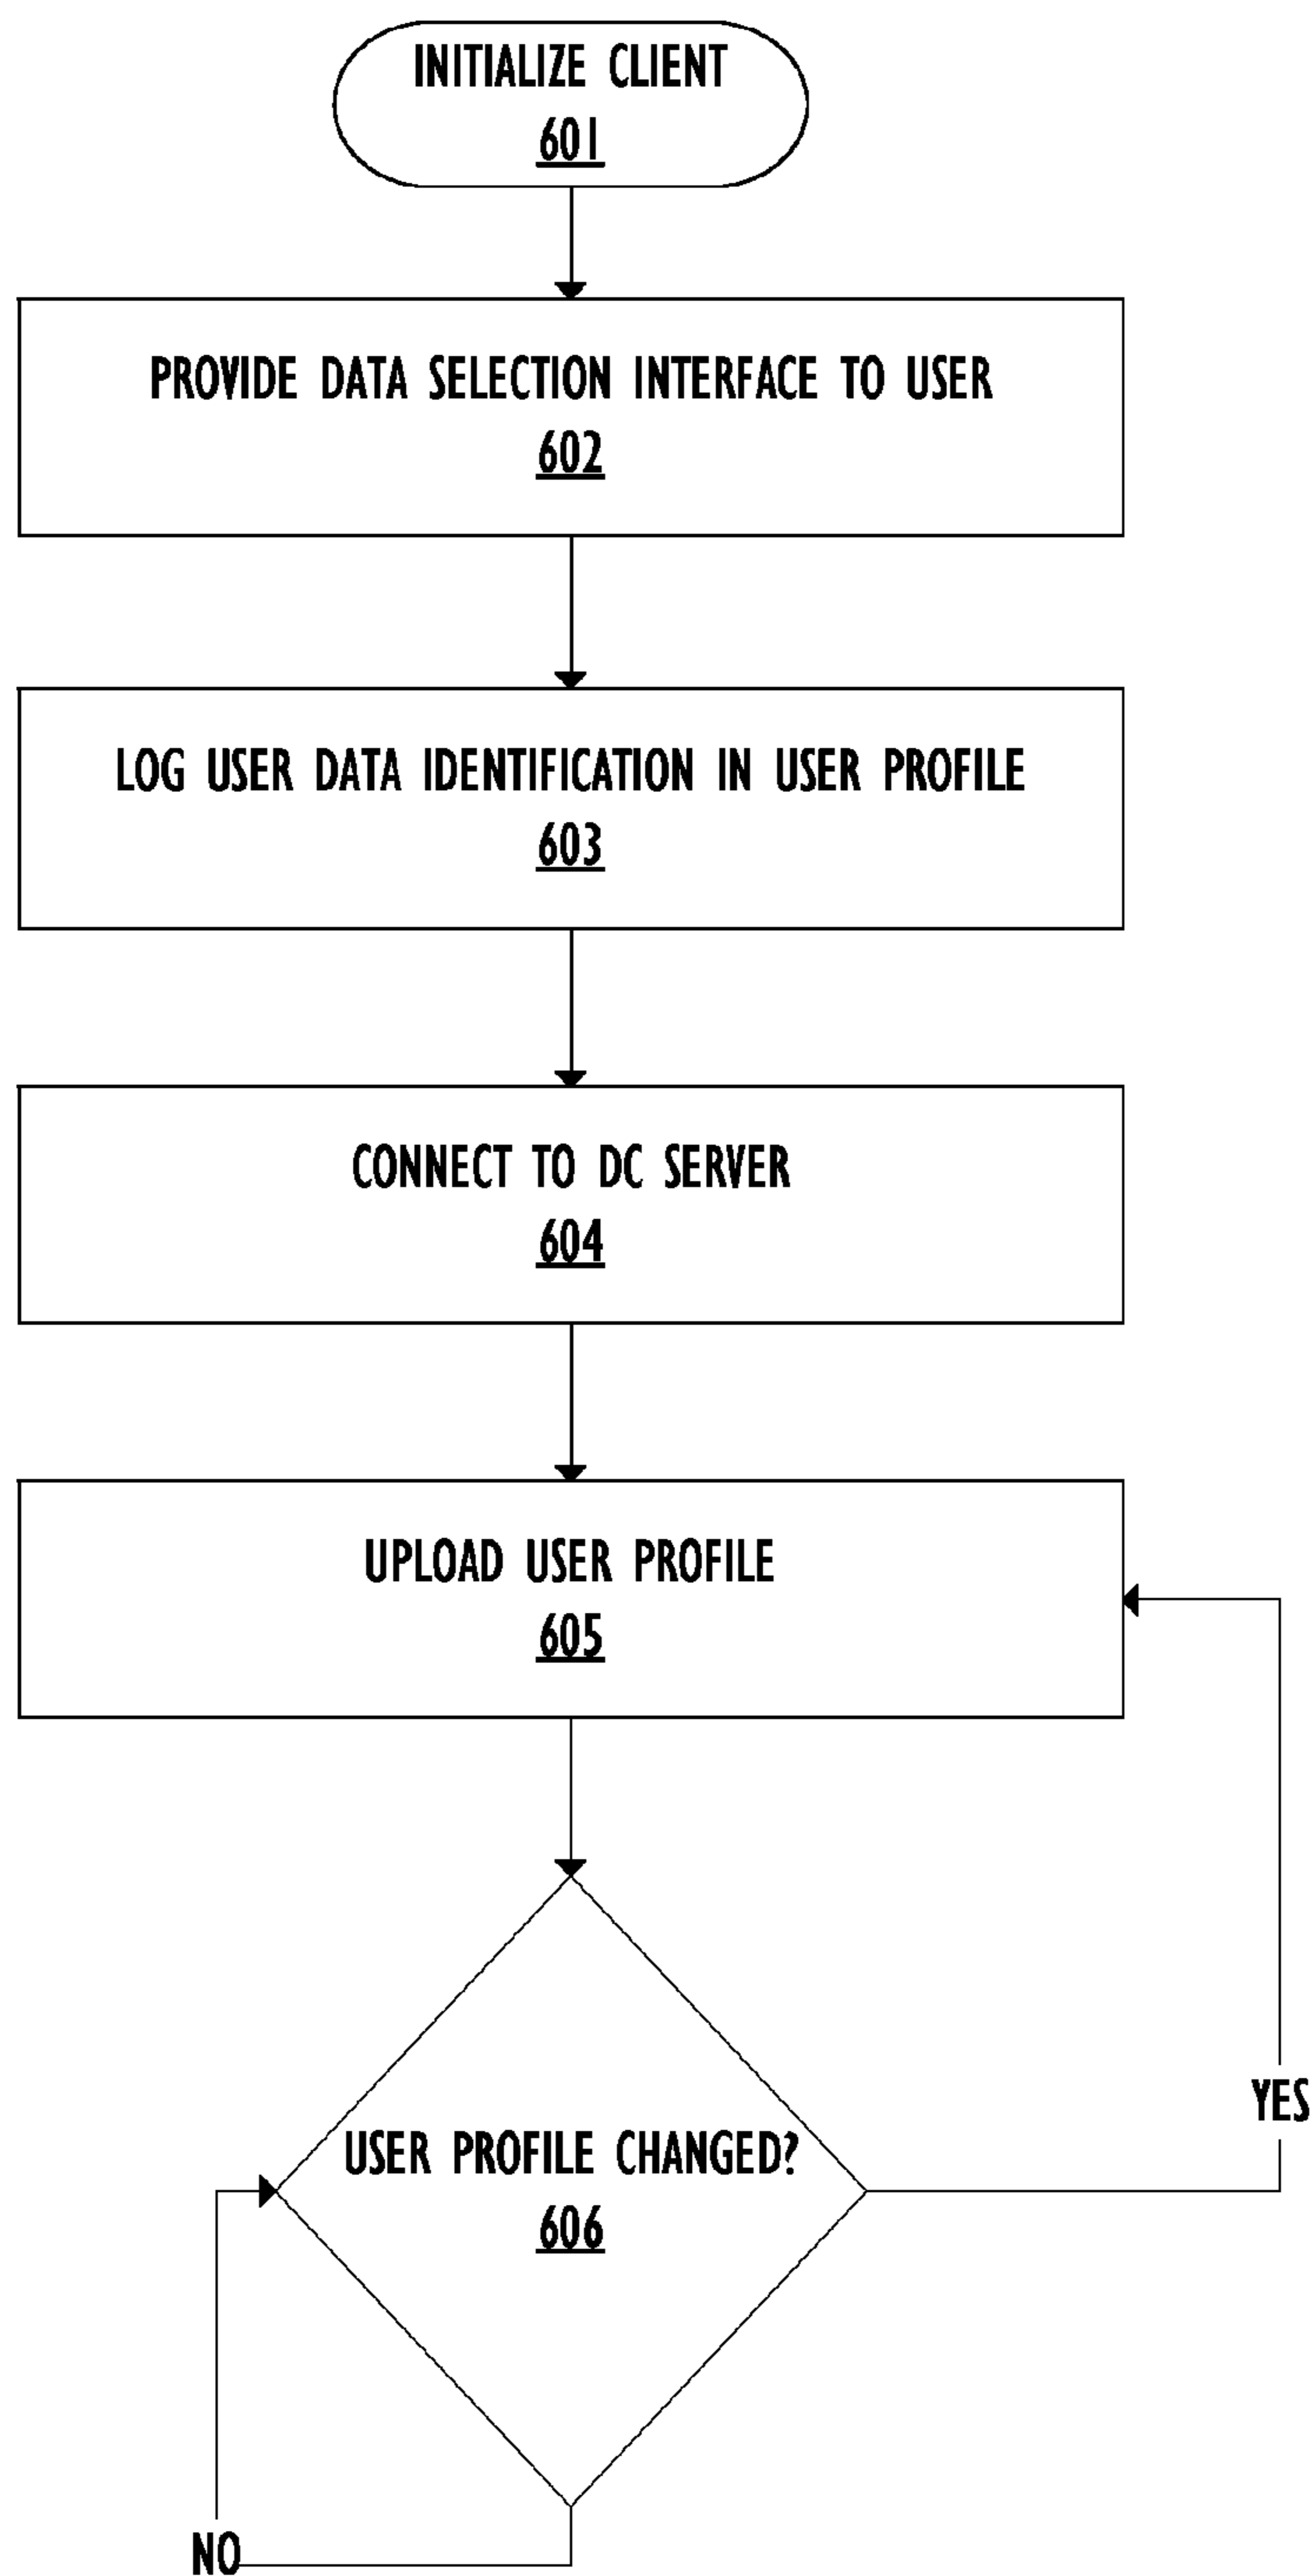 INITIALIZE CLIENT
601
PROVIDE DATA SELECTION INTERFACE TO USER
602
LOG USER DATA IDENTIFICATION IN USER PROFILE
603
CONNECT TO DC SERVER
604
UPLOAD USER PROFILE
605
YES
USER PROFILE CHANGED?
606
NO